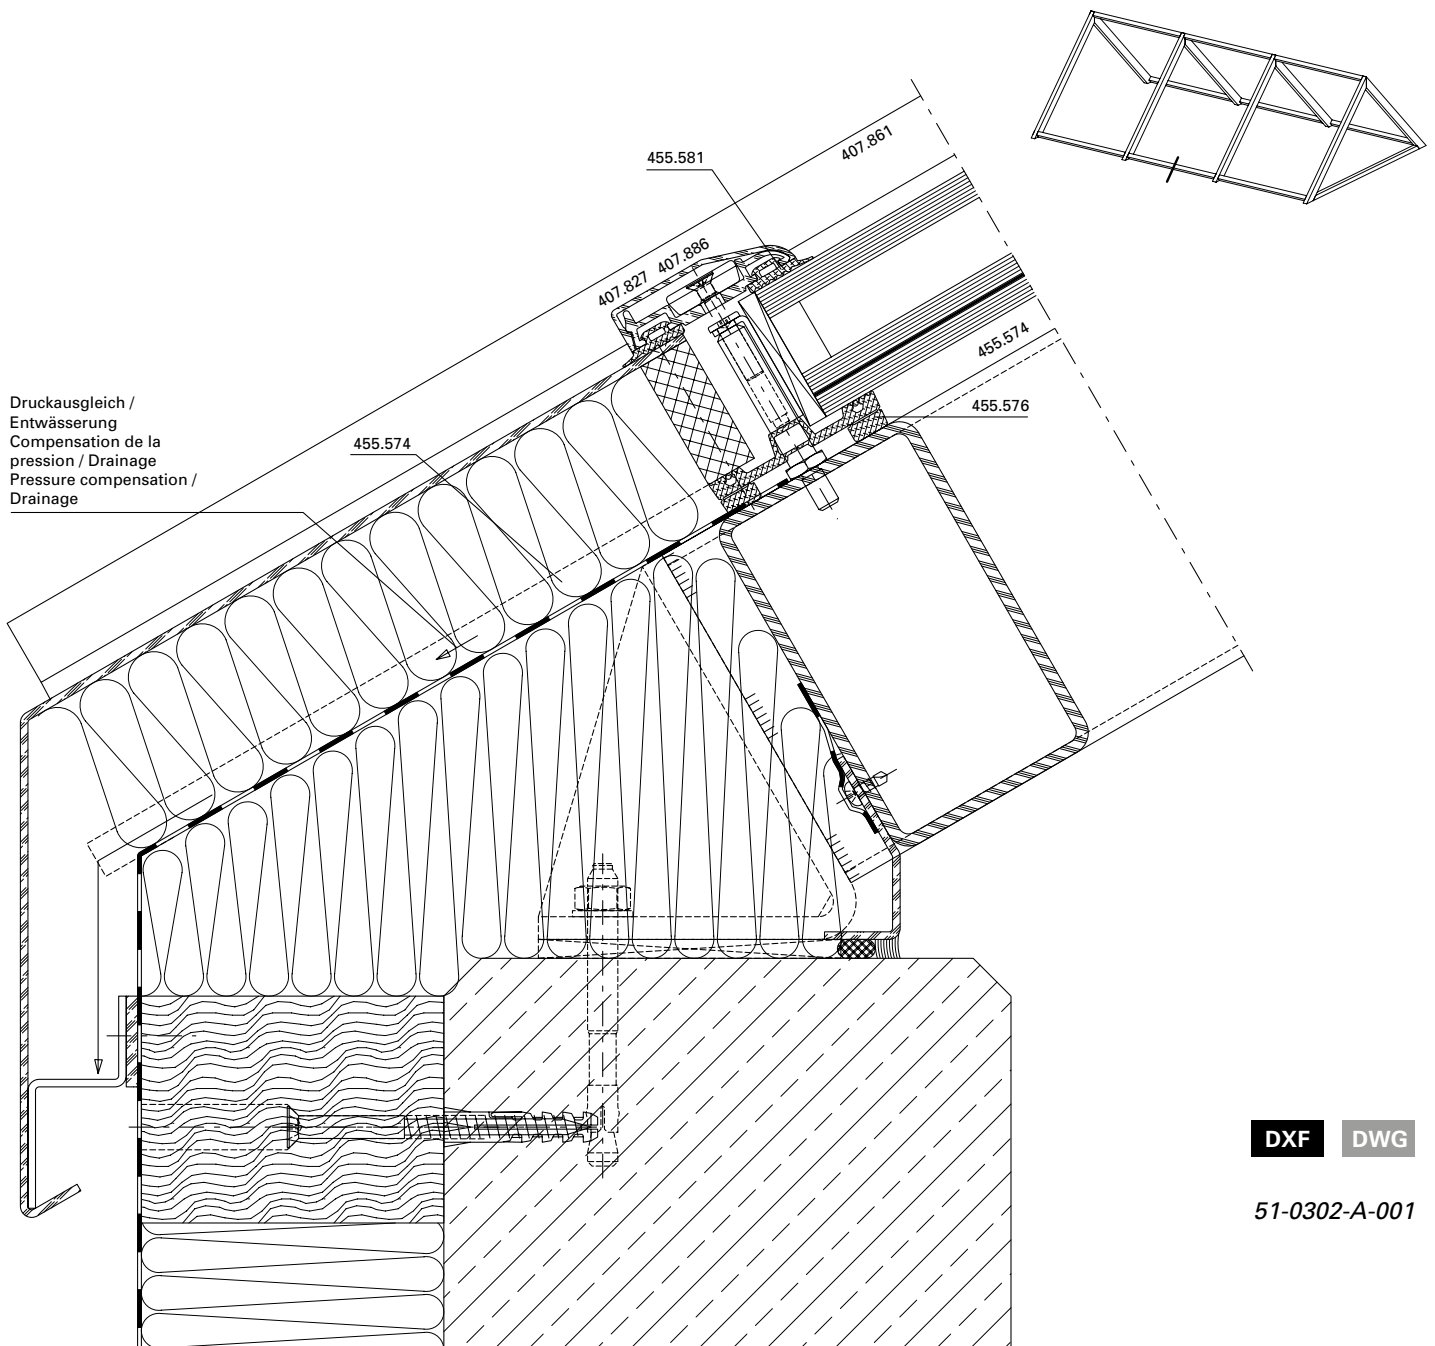 407.861
455.581
407.827 407.886
455.574
455.576
Druckausgleich /
Entwässerung
Compensation de la
pression / Drainage
Pressure compensation /
Drainage
455.574
DXF DWG
51-0302-A-001